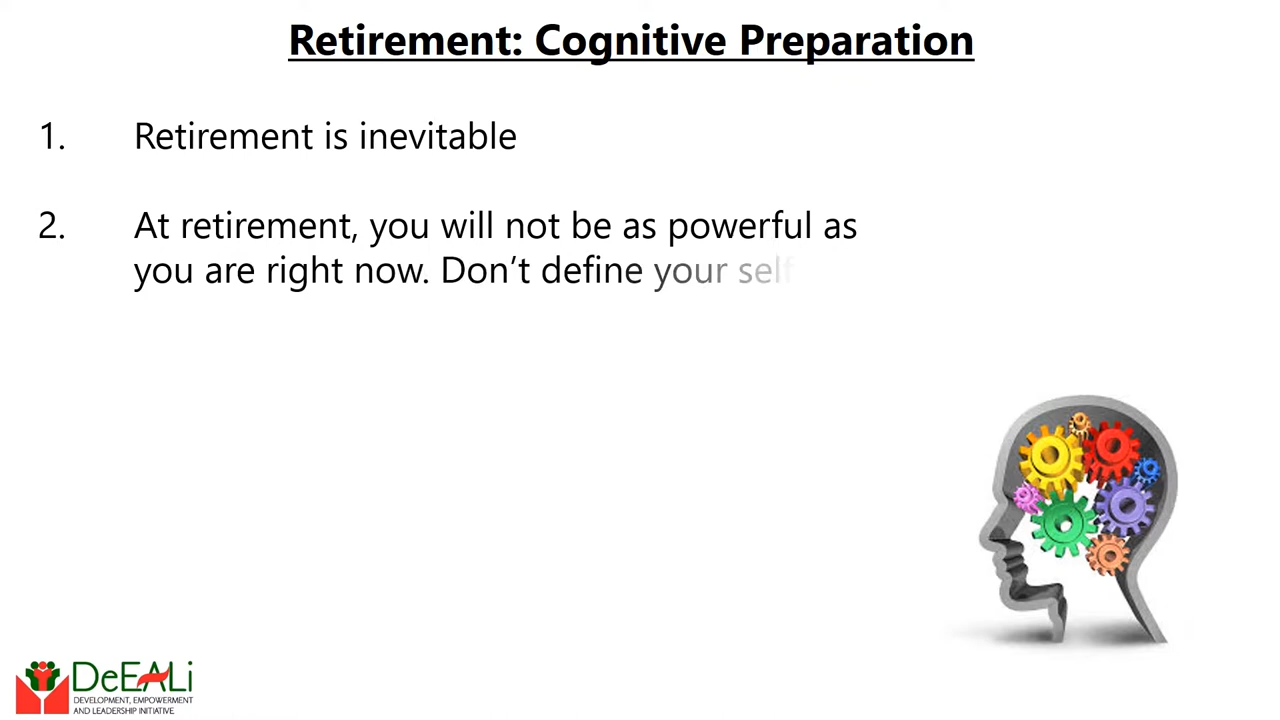 Retirement: Cognitive Preparation
1. Retirement is inevitable
2. At retirement, you will not be as powerful as
you are right now. Don’t define your self
DeEALi
DEVELOPMENT, EMPOWERMENT
AND LEADERSHIP INITIATIVE